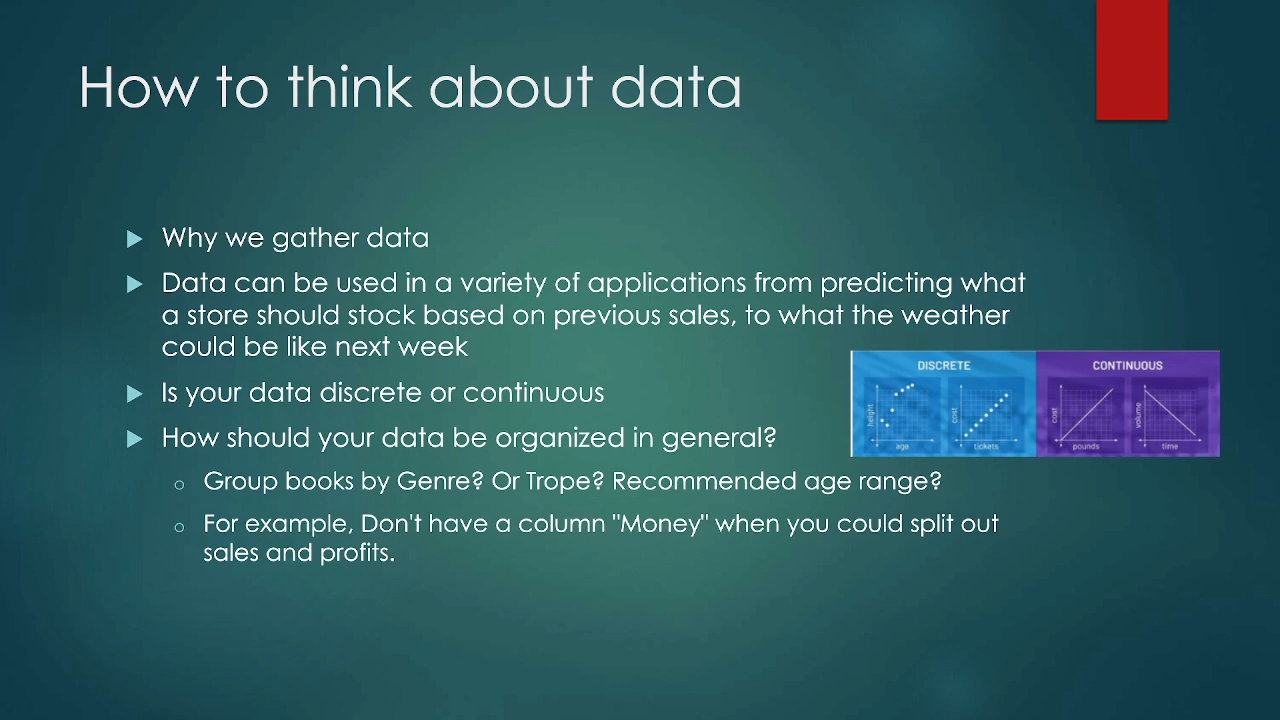 How to think about data
Why we gather data
Data can be used in a variety of applications from predicting what
a store should stock based on previous sales, to what the weather
could be like next week
Is your data discrete or continuous
How should your data be organized in general?
Group books by Genre? Or Trope? Recommended age range?
For example, Don't have a column "Money" when you could split out
sales and profits.
DISCRETE
height
age
cost
tickets
CONTINUOUS
cost
pounds
volume
time